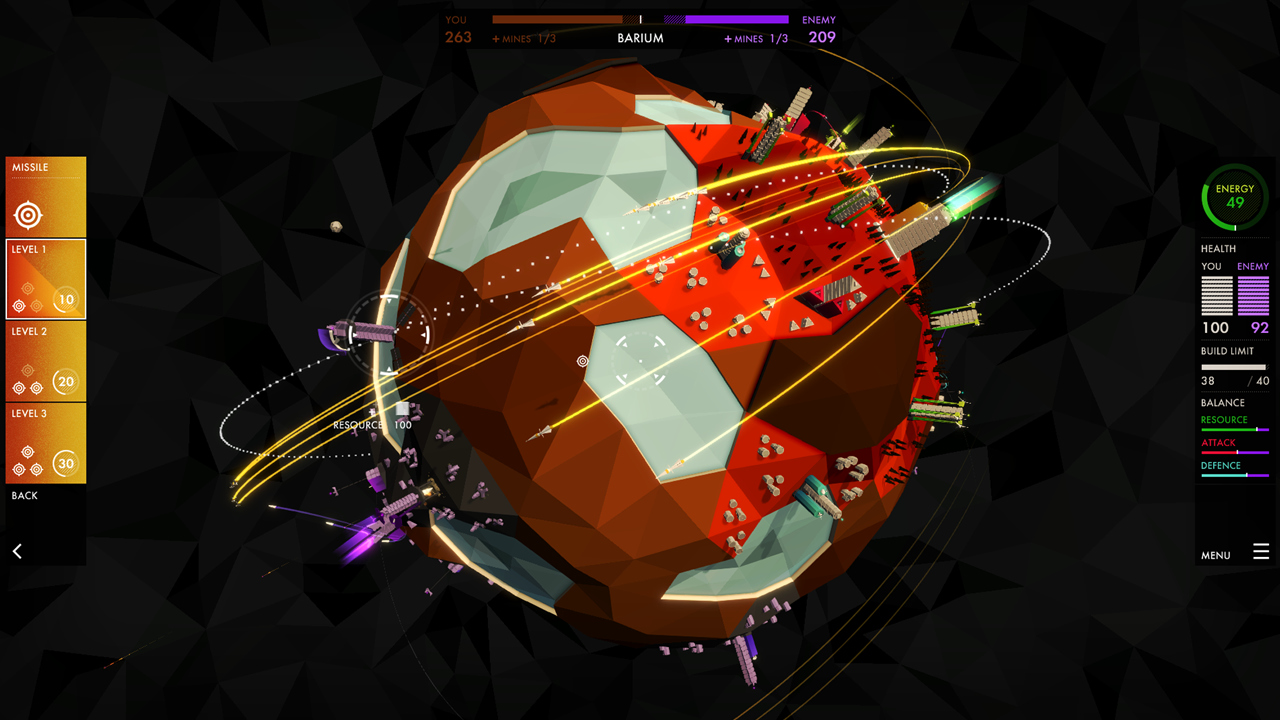 YOU
ENEMY
263
+ MINES 1/3
BARIUM
+ MINES 1/3
209
MISSILE
LEVEL 1
10
LEVEL 2
20
LEVEL 3
30
BACK
RESOURCE 100
ENERGY
49
HEALTH
YOU ENEMY
100 92
BUILD LIMIT
38 / 40
BALANCE
RESOURCE
ATTACK
DEFENCE
MENU